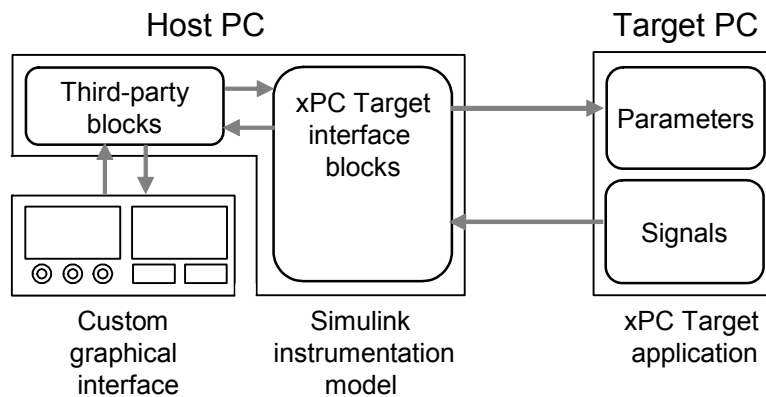 Host PC
Target PC
Third-party
blocks
xPC Target
interface
blocks
Parameters
Signals
Custom
graphical
interface
Simulink
instrumentation
model
xPC Target
application